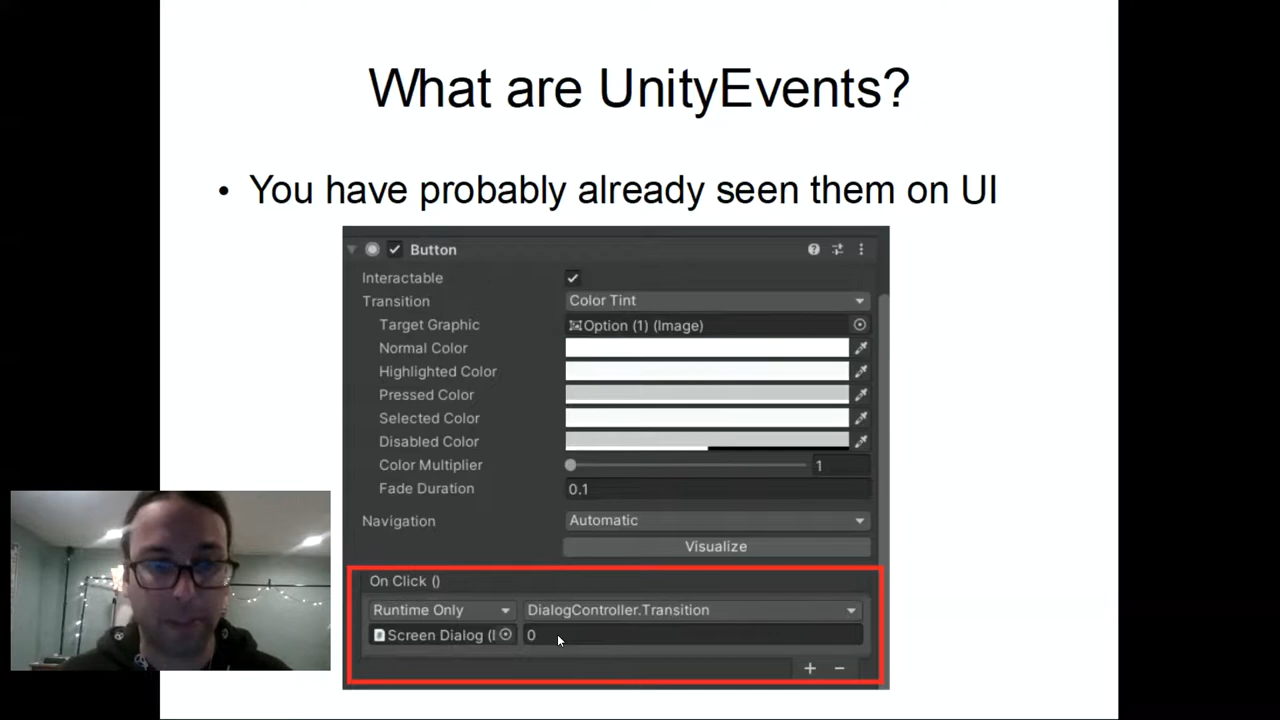 What are UnityEvents?
• You have probably already seen them on UI
Button
Interactable
Transition Color Tint
Target Graphic Option (1) (Image)
Normal Color
Highlighted Color
Pressed Color
Selected Color
Disabled Color
Color Multiplier 1
Fade Duration 0.1
Navigation Automatic
Visualize
On Click ()
Runtime Only DialogController.Transition
Screen Dialog ( 0
+ −